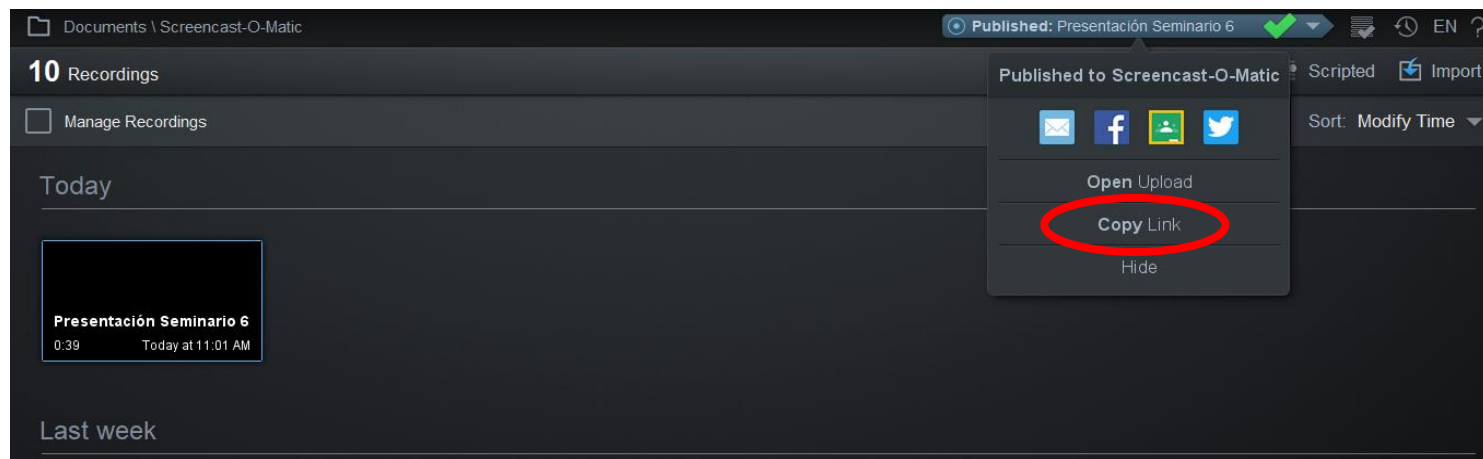 Documents \ Screencast-O-Matic
Published: Presentación Seminario 6
EN ?
10 Recordings
Published to Screencast-O-Matic
Scripted
Import
Manage Recordings
Sort: Modify Time
Open Upload
Today
Copy Link
Hide
Presentación Seminario 6
0:39 Today at 11:01 AM
Last week